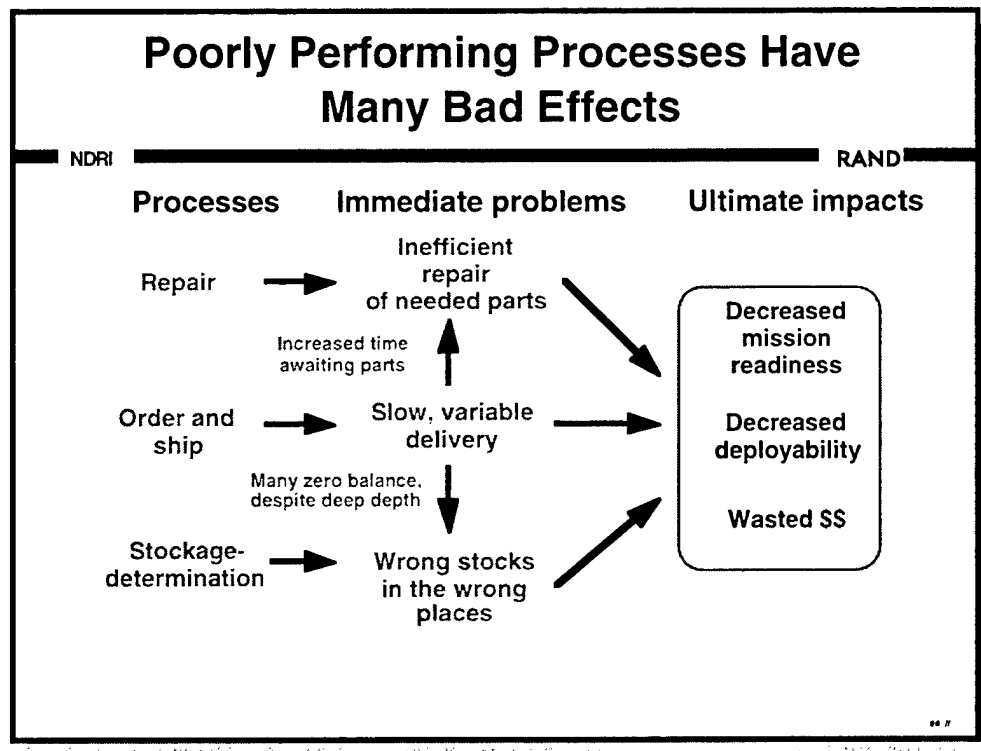 Poorly Performing Processes Have
Many Bad Effects
NDRI
RAND
Processes
Immediate problems
Ultimate impacts
Repair
Inefficient
repair
of needed parts
Increased time
awaiting parts
Order and
ship
Slow, variable
delivery
Many zero balance,
despite deep depth
Stockage-
determination
Wrong stocks
in the wrong
places
Decreased
mission
readiness
Decreased
deployability
Wasted $$